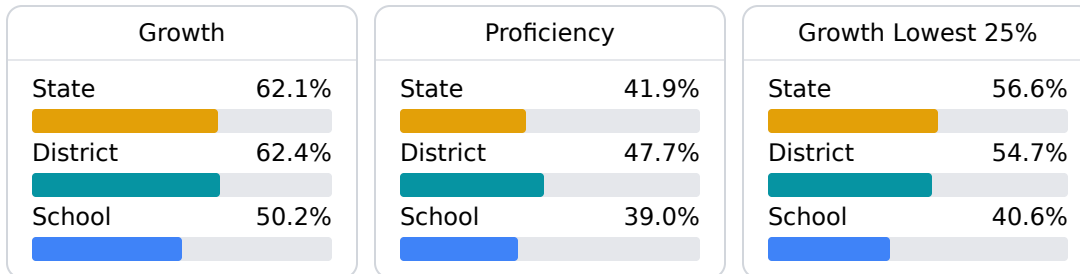 Growth
State 62.1%
District 62.4%
School 50.2%
Proficiency
State 41.9%
District 47.7%
School 39.0%
Growth Lowest 25%
State 56.6%
District 54.7%
School 40.6%